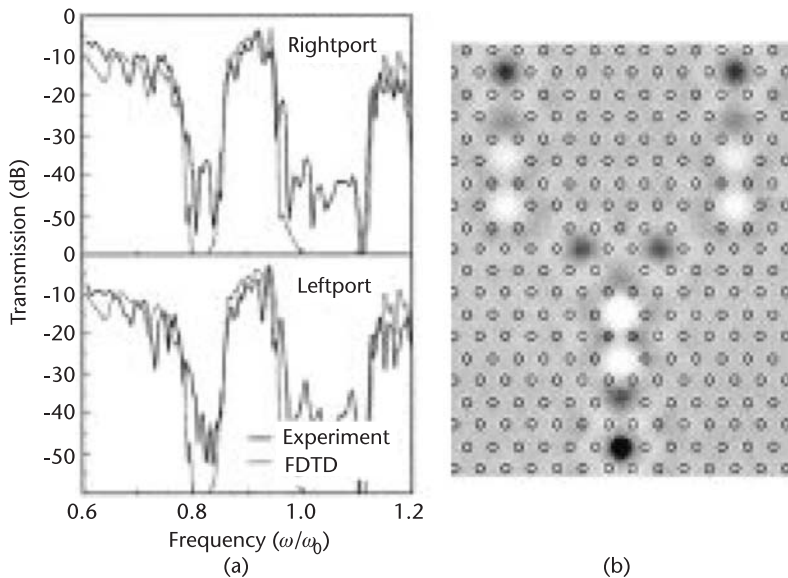 0
-10
-20
-30
-40
-50
0
-10
-20
-30
-40
-50
Transmission (dB)
Rightport
Leftport
Experiment
FDTD
0.6 0.8 1.0 1.2
Frequency (ω/ω₀)
(a) (b)